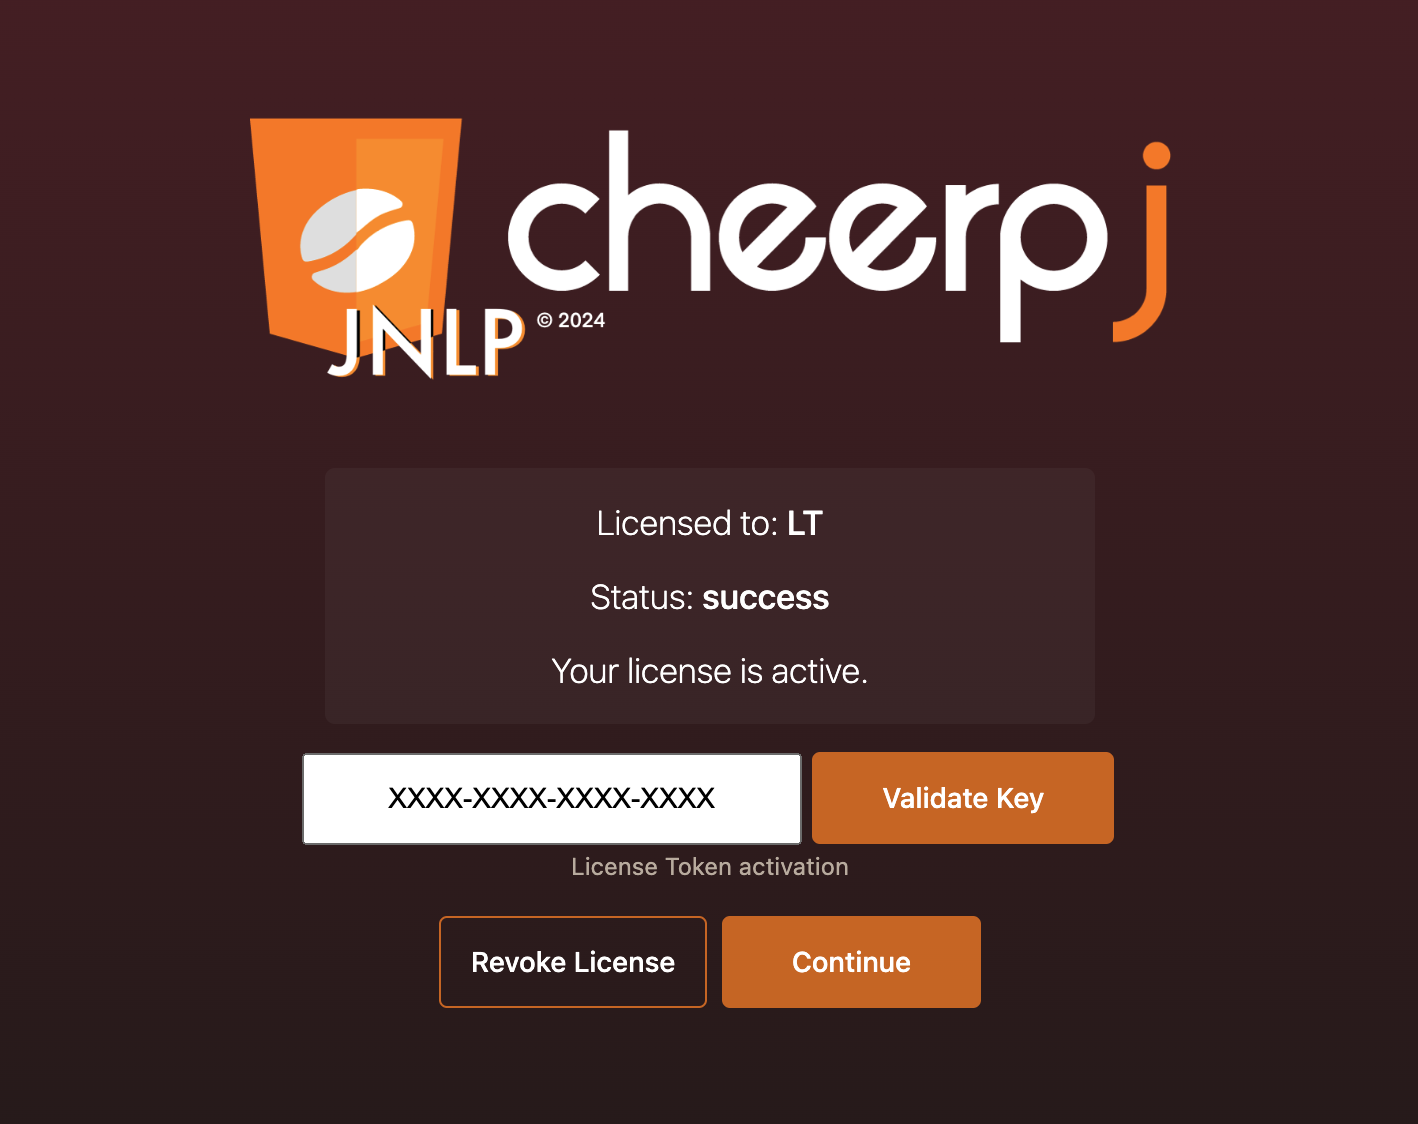 cheerpj
JNLP © 2024
Licensed to: LT
Status: success
Your license is active.
XXXX-XXXX-XXXX-XXXX
Validate Key
License Token activation
Revoke License
Continue